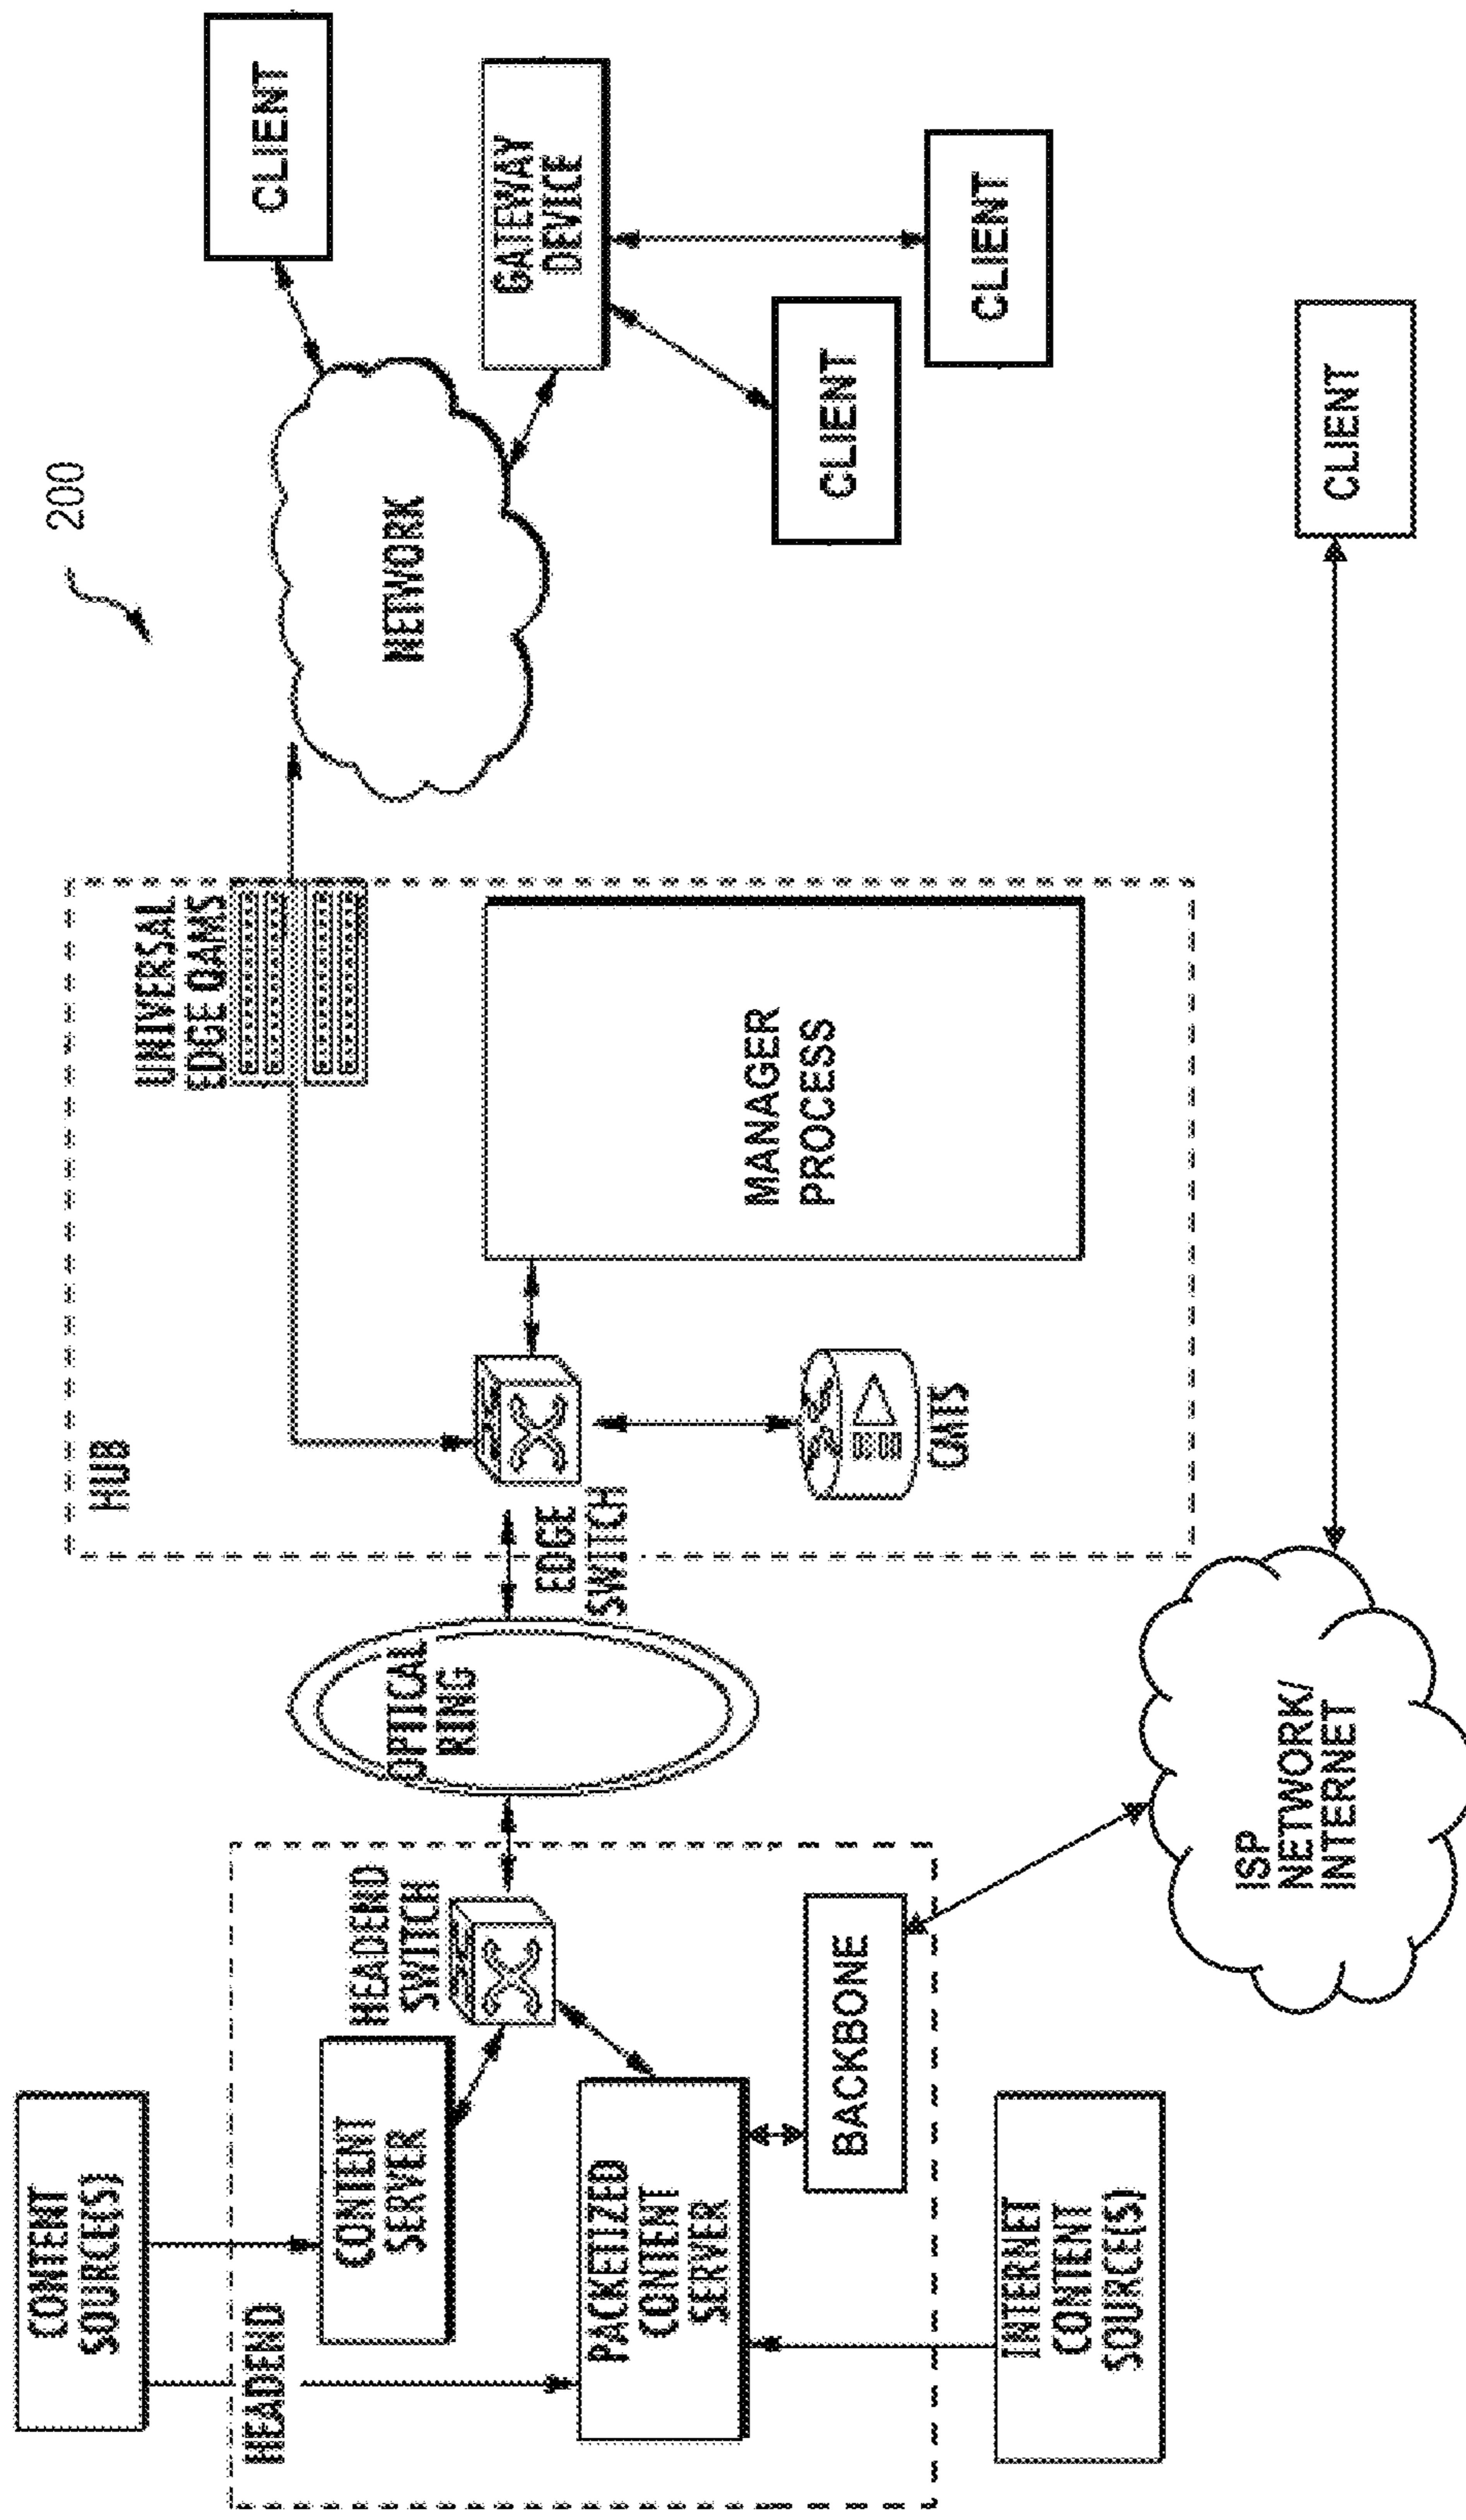 200
CONTENT
SOURCE(S)
HEADEND
CONTENT
SERVER
HEADEND
SWITCH
PACKETIZED
CONTENT
SERVER
BACKBONE
INTERNET
CONTENT
SOURCE(S)
OPTICAL
RING
HUB
EDGE
SWITCH
UNIVERSAL
EDGE QAMS
MANAGER
PROCESS
CMTS
NETWORK
CLIENT
GATEWAY
DEVICE
CLIENT
CLIENT
ISP
NETWORK/
INTERNET
CLIENT